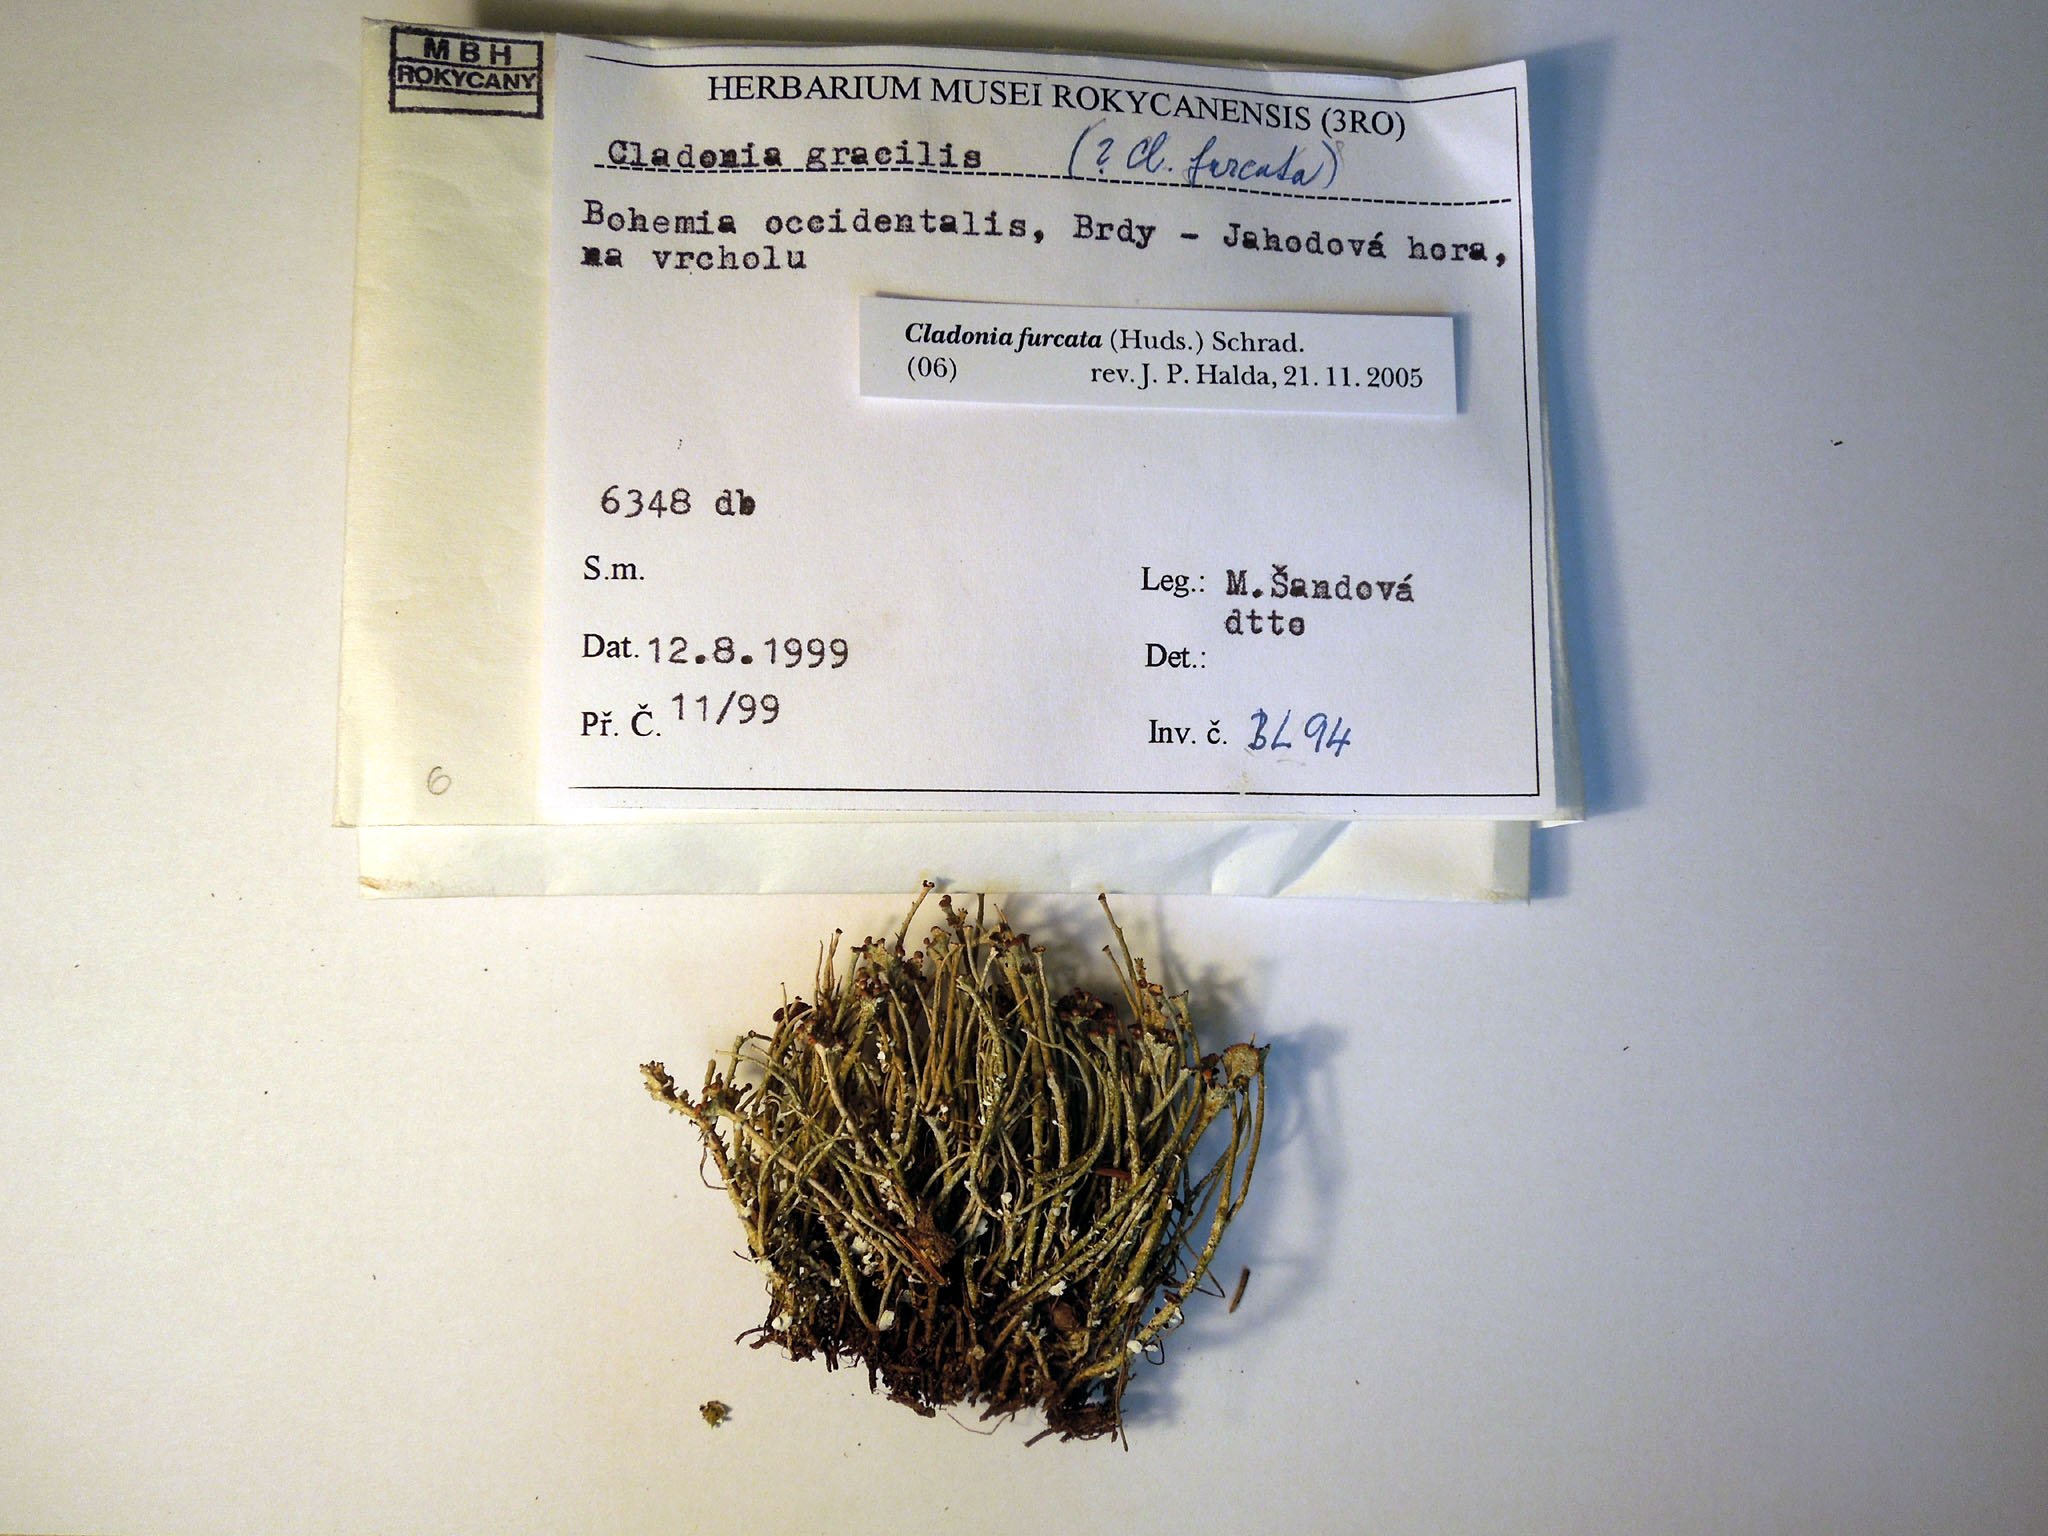 MBH
ROKYCANY
HERBARIUM MUSEI ROKYCANENSIS (3RO)
Cladonia gracilis (? Cl. furcata)
Bohemia occidentalis, Brdy - Jahodová hora,
na vrcholu
Cladonia furcata (Huds.) Schrad.
(06) rev. J. P. Halda, 21. 11. 2005
6348 db
S.m.
Leg.: M.Šandová
dtto
Dat. 12.8.1999
Det.:
Př. Č. 11/99
Inv. č. BL 94
6